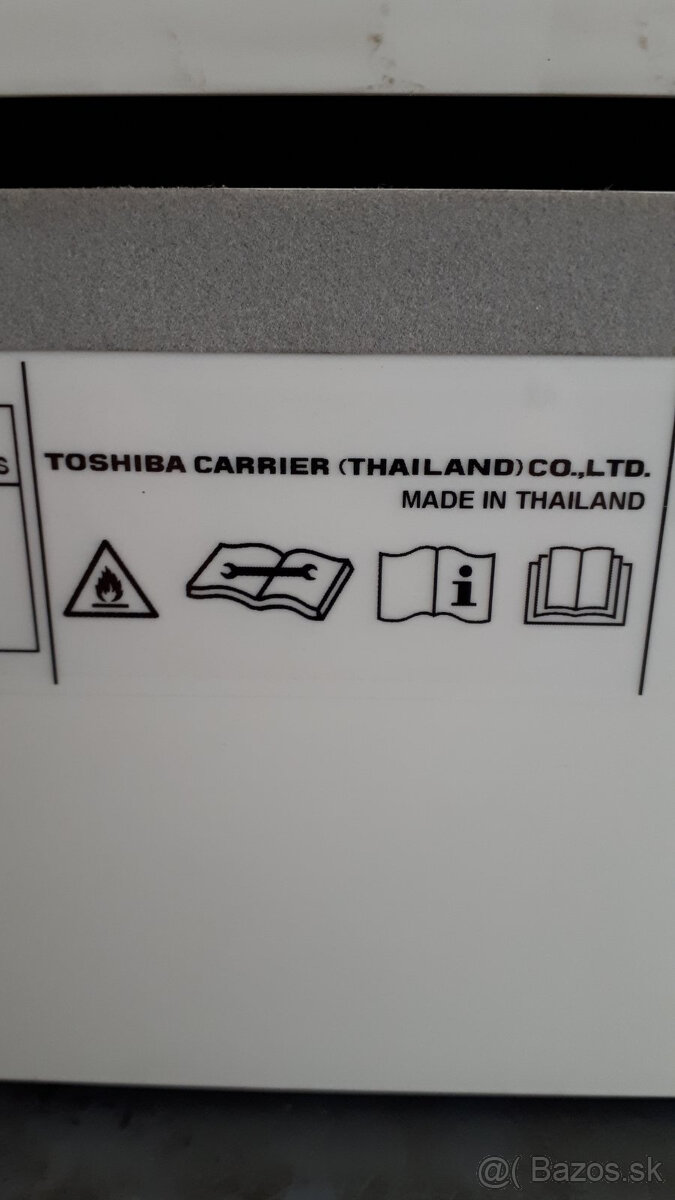 S
TOSHIBA CARRIER (THAILAND) CO.,LTD.
MADE IN THAILAND
i
@( Bazos.sk